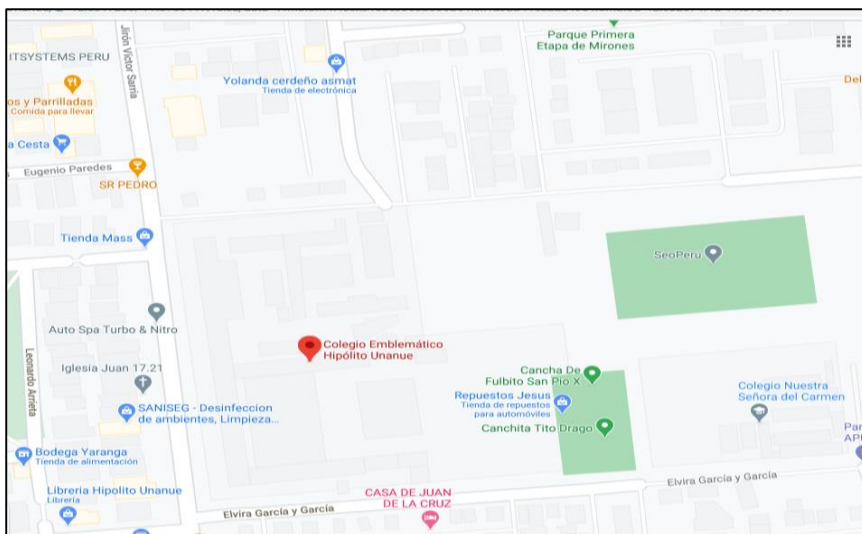 Jirón Víctor Sarria
Parque Primera
Etapa de Mirones
ITSYSTEMS PERU
Yolanda cerdeño asmat
Tienda de electrónica
Del
os y Parrilladas
Comida para llevar
a Cesta
Eugenio Paredes
SR PEDRO
Tienda Mass
SeoPeru
Auto Spa Turbo & Nitro
Colegio Emblemático
Hipólito Unanue
Leonardo Arrieta
Iglesia Juan 17.21
Cancha De
Fulbito San Pio X
Repuestos Jesus
Tienda de repuestos
para automóviles
Colegio Nuestra
Señora del Carmen
SANISEG - Desinfeccion
de ambientes, Limpieza...
Canchita Tito Drago
Par
API
Bodega Yaranga
Tienda de alimentación
Elvira García y García
Libreria Hipolito Unanue
Librería
CASA DE JUAN
DE LA CRUZ
Elvira García y García